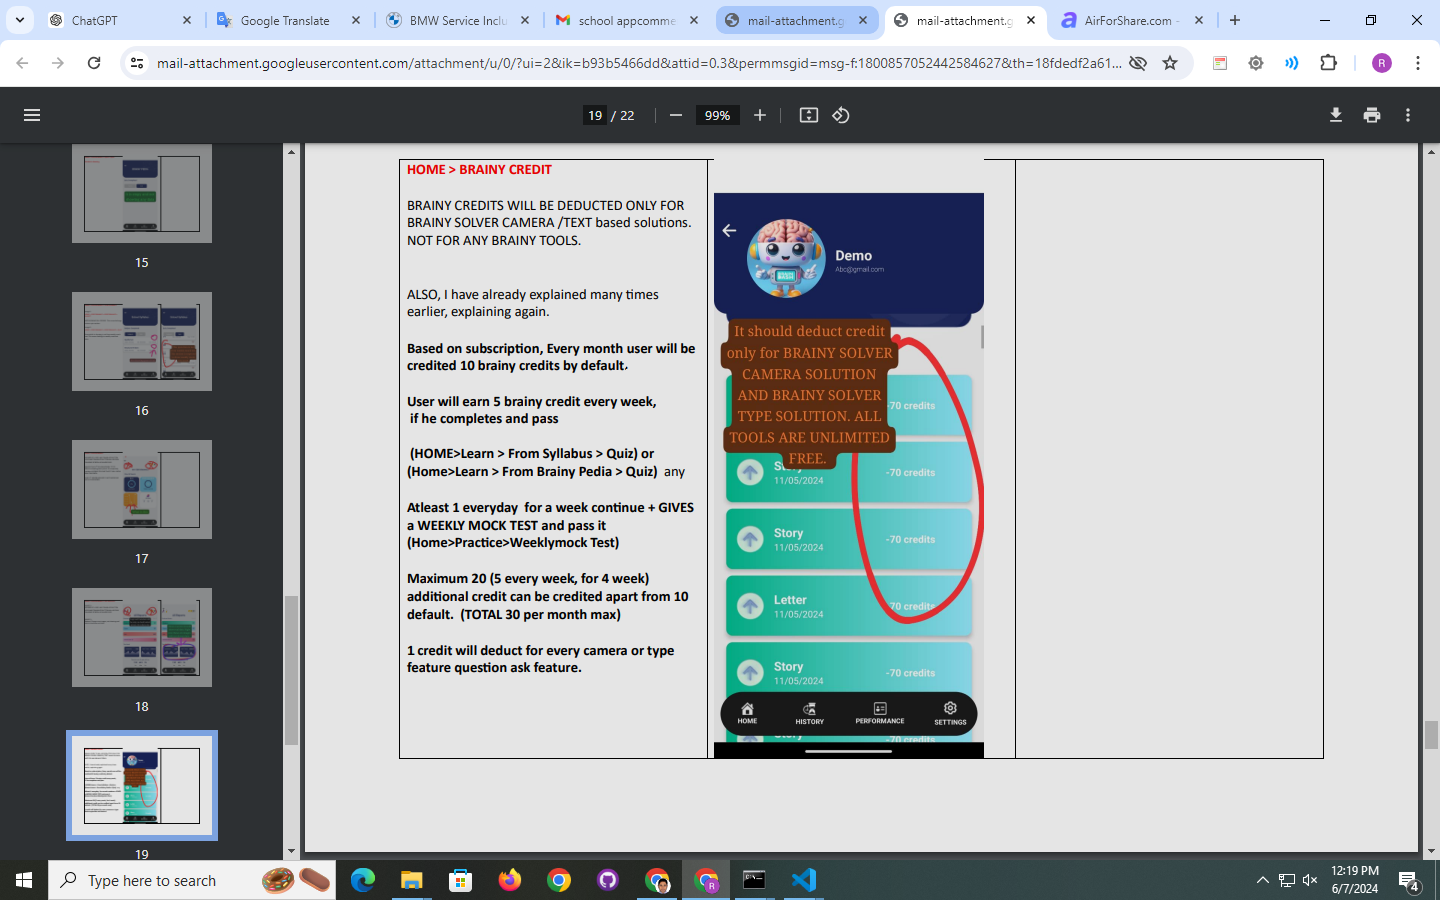 ChatGPT
Google Translate
BMW Service Inclu
school appcomme
mail-attachment.g
mail-attachment.g
AirForShare.com -
mail-attachment.googleusercontent.com/attachment/u/0/?ui=2&ik=b93b5466dd&attid=0.3&permmsgid=msg-f:1800857052442584627&th=18fdedf2a61...
R
19 / 22
99%
15
16
17
18
19
HOME > BRAINY CREDIT
BRAINY CREDITS WILL BE DEDUCTED ONLY FOR
BRAINY SOLVER CAMERA /TEXT based solutions.
NOT FOR ANY BRAINY TOOLS.
ALSO, I have already explained many times
earlier, explaining again.
Based on subscription, Every month user will be
credited 10 brainy credits by default.
User will earn 5 brainy credit every week,
if he completes and pass
(HOME>Learn > From Syllabus > Quiz) or
(Home>Learn > From Brainy Pedia > Quiz) any
Atleast 1 everyday for a week continue + GIVES
a WEEKLY MOCK TEST and pass it
(Home>Practice>Weeklymock Test)
Maximum 20 (5 every week, for 4 week)
additional credit can be credited apart from 10
default. (TOTAL 30 per month max)
1 credit will deduct for every camera or type
feature question ask feature.
Demo
Abc@gmail.com
It should deduct credit
only for BRAINY SOLVER
CAMERA SOLUTION
AND BRAINY SOLVER
TYPE SOLUTION. ALL
TOOLS ARE UNLIMITED
FREE.
-70 credits
11/05/2024
-70 credits
Story
11/05/2024
-70 credits
Letter
11/05/2024
-70 credits
Story
11/05/2024
-70 credits
HOME
HISTORY
PERFORMANCE
SETTINGS
Type here to search
R
12:19 PM
6/7/2024
4